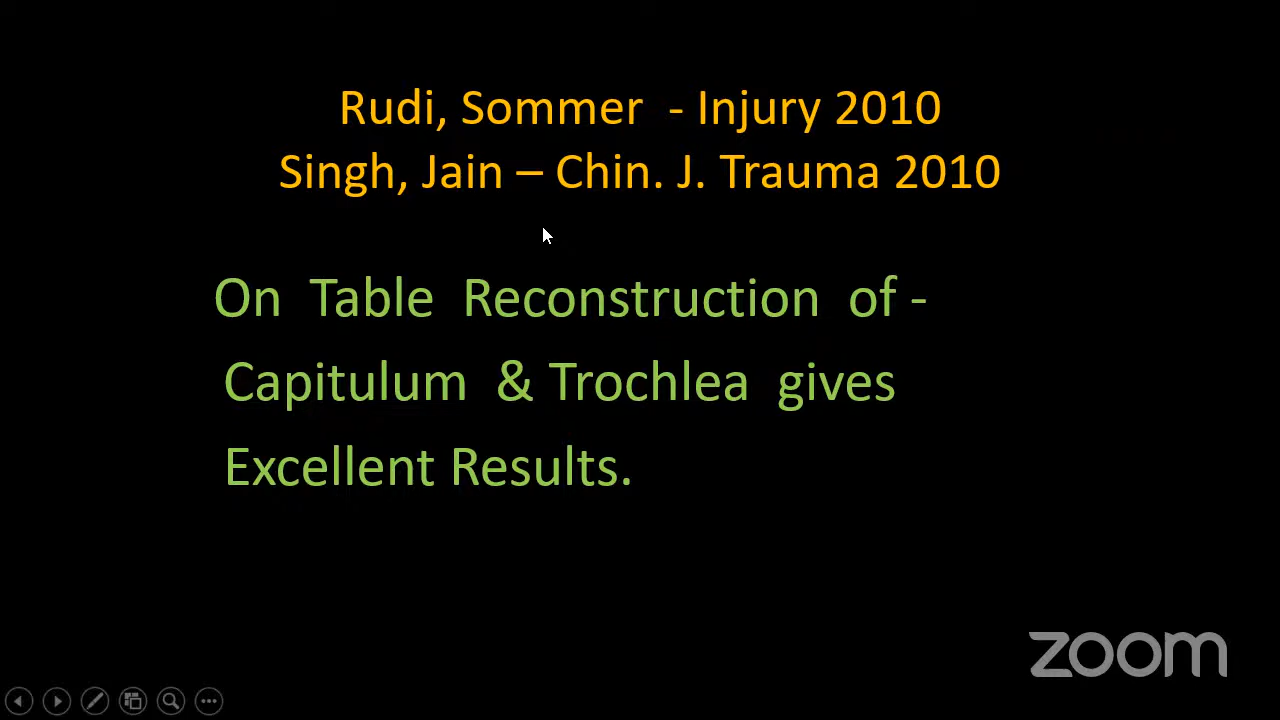 Rudi, Sommer - Injury 2010
Singh, Jain – Chin. J. Trauma 2010
On Table Reconstruction of -
Capitulum & Trochlea gives
Excellent Results.
zoom